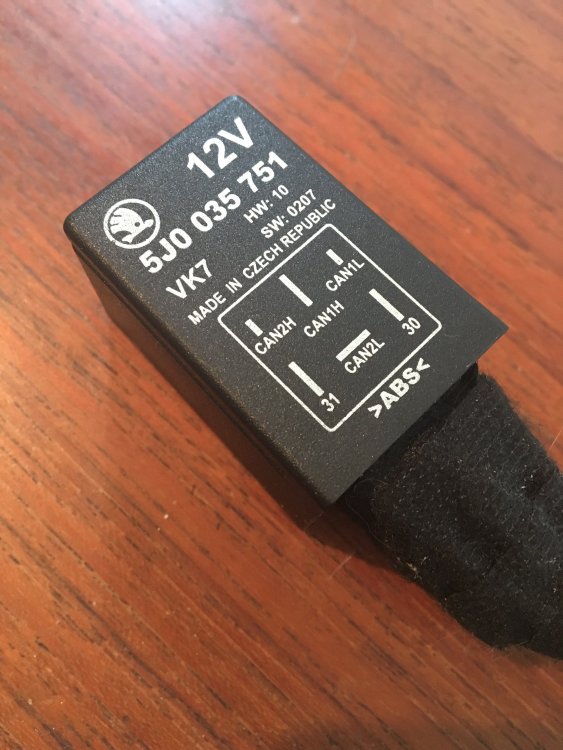 12V
5J0 035 751
VK7
HW: 10
SW: 0207
MADE IN CZECH REPUBLIC
CAN2H
CAN1H
CAN1L
31
CAN2L
30
>ABS<